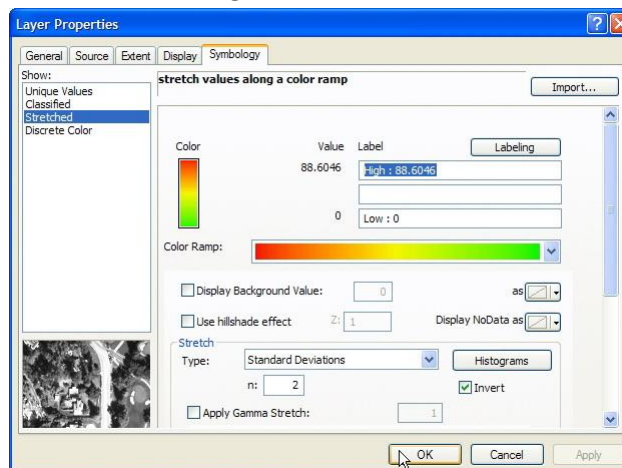 Layer Properties
General Source Extent Display Symbology
Show:
Unique Values
Classified
Stretched
Discrete Color
stretch values along a color ramp
Import...
Color Value Label Labeling
88.6046 High : 88.6046
0 Low : 0
Color Ramp:
Display Background Value: 0 as
Use hillshade effect Z: 1 Display NoData as
Stretch
Type: Standard Deviations Histograms
n: 2 Invert
Apply Gamma Stretch: 1
OK Cancel Apply